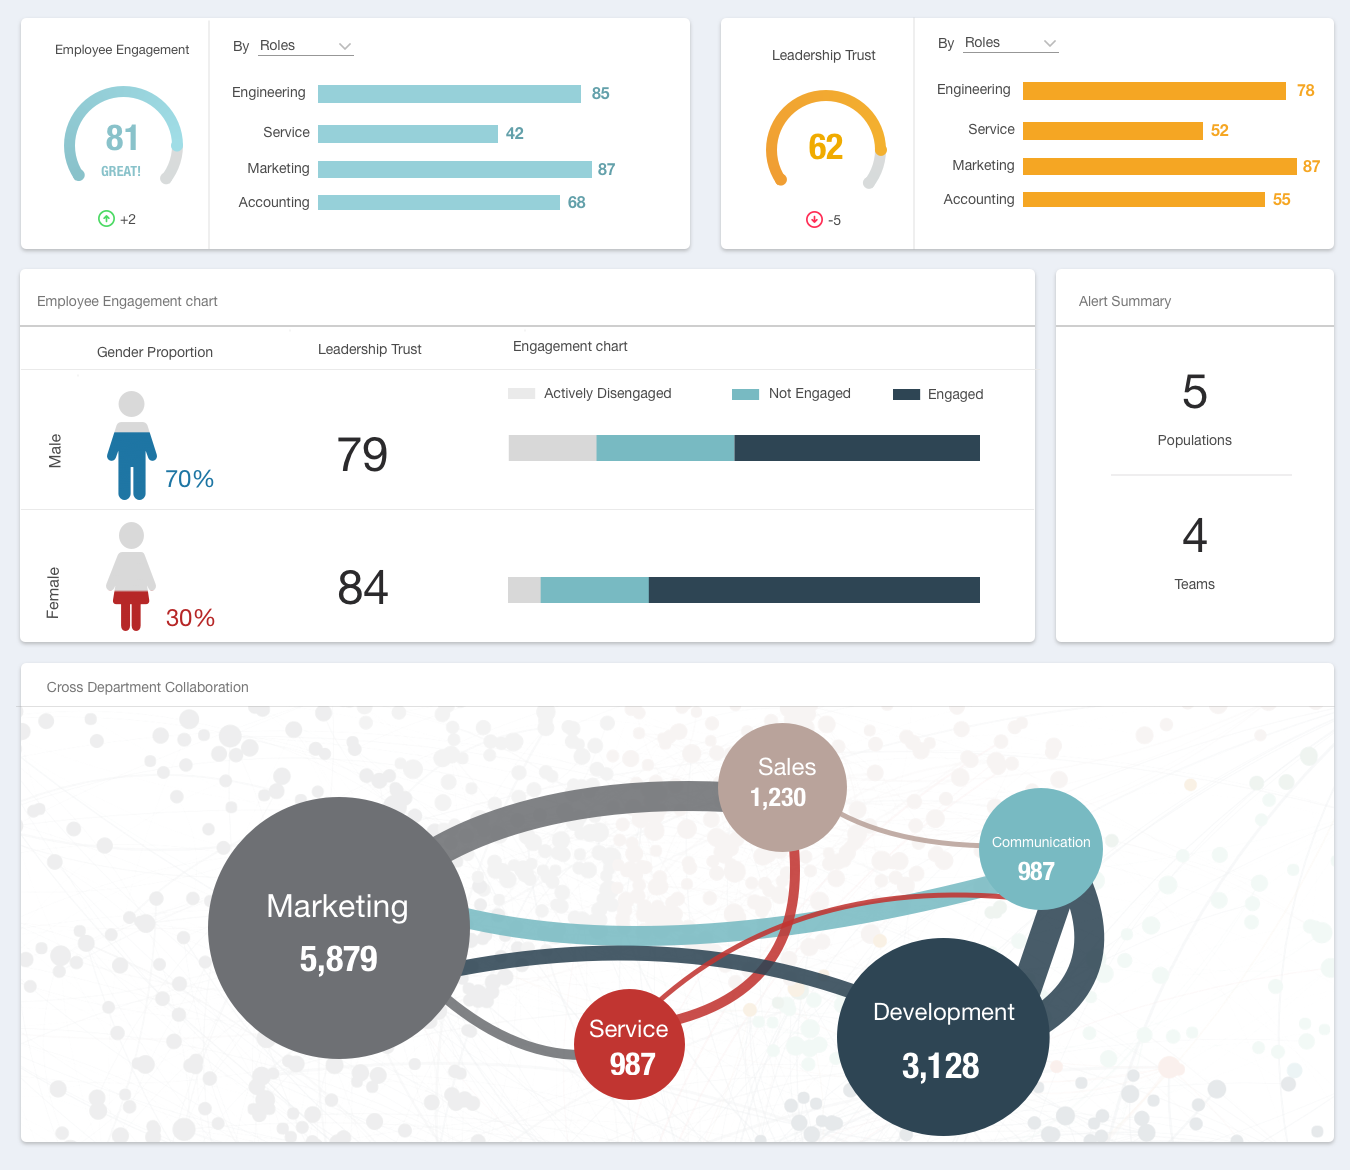 Employee Engagement
81
GREAT!
+2
By Roles
Engineering 85
Service 42
Marketing 87
Accounting 68
Leadership Trust
62
-5
By Roles
Engineering 78
Service 52
Marketing 87
Accounting 55
Employee Engagement chart
Gender Proportion Leadership Trust Engagement chart
Actively Disengaged Not Engaged Engaged
Male
70%
79
Female
30%
84
Alert Summary
5
Populations
4
Teams
Cross Department Collaboration
Sales
1,230
Communication
987
Marketing
5,879
Service
987
Development
3,128